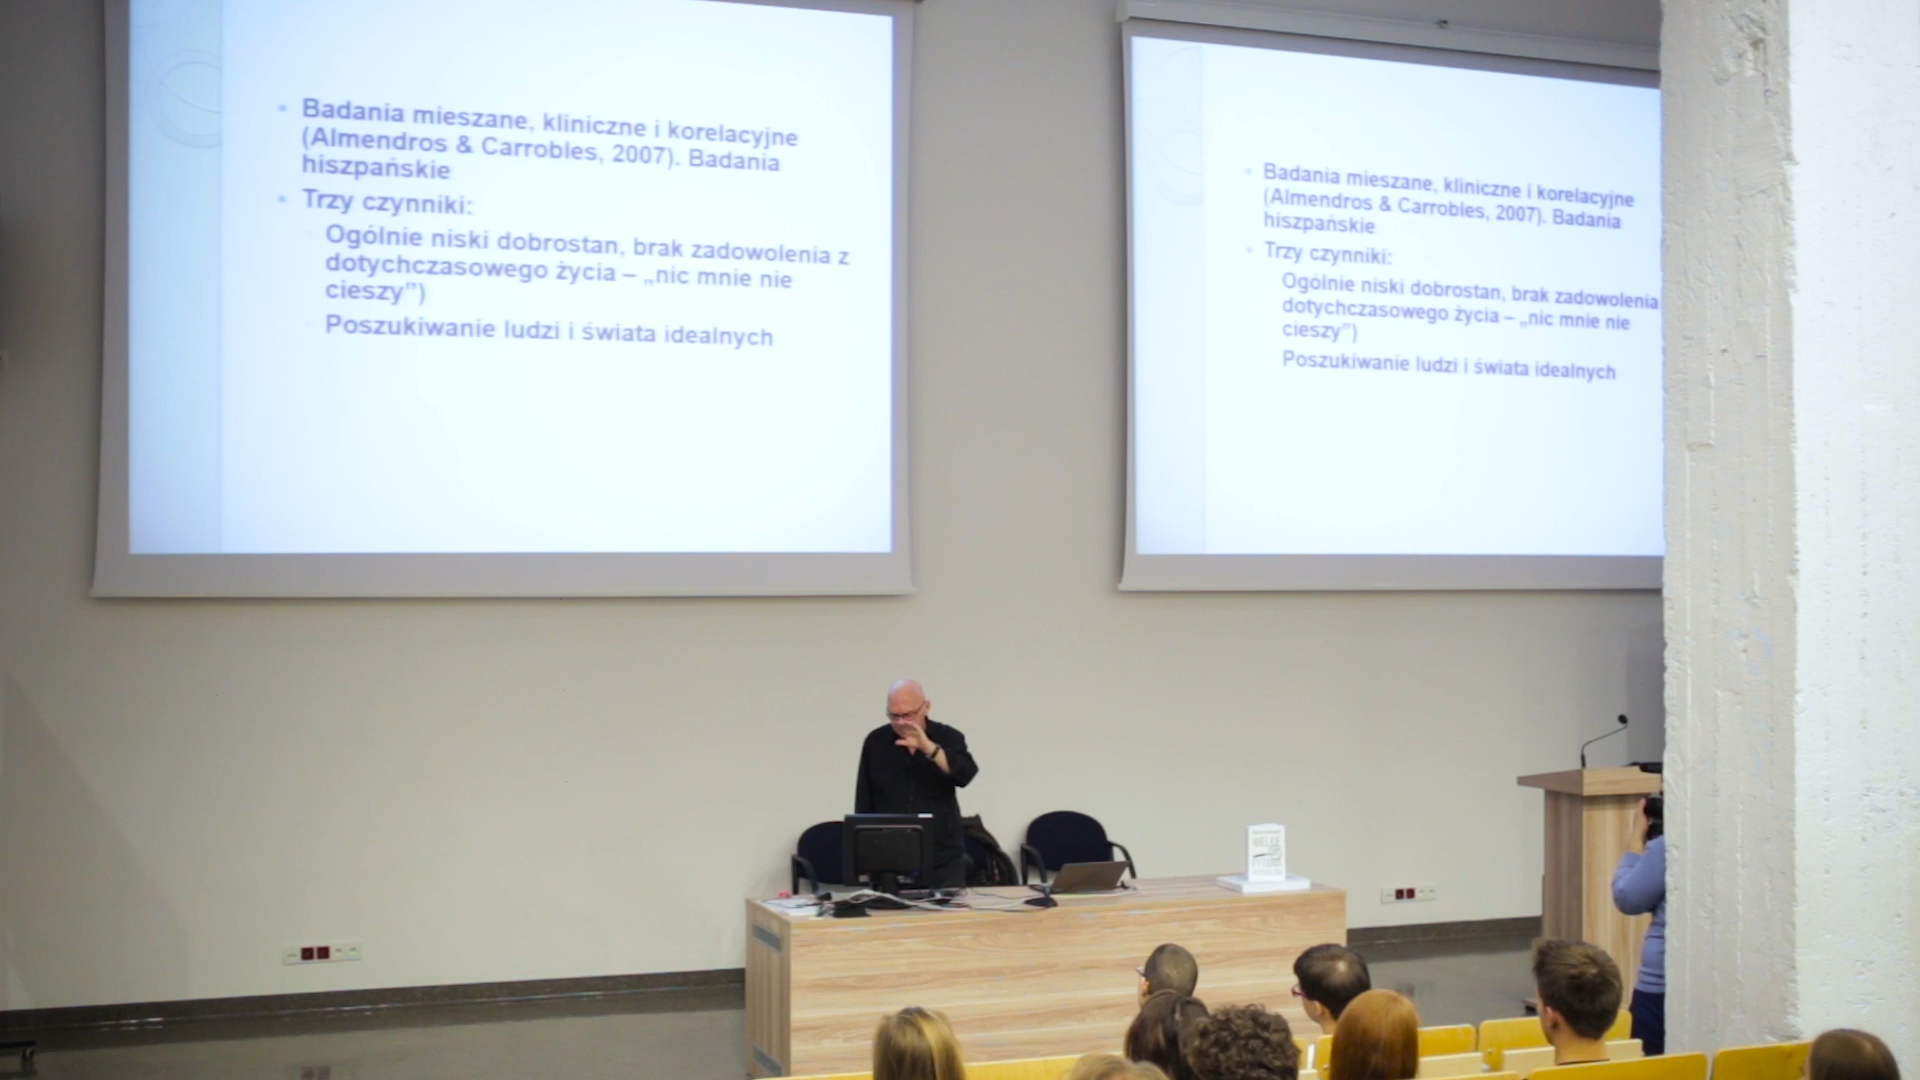 Badania mieszane, kliniczne i korelacyjne
(Almendros & Carrobles, 2007). Badania
hiszpańskie
Trzy czynniki:
Ogólnie niski dobrostan, brak zadowolenia z
dotychczasowego życia – „nic mnie nie
cieszy”)
Poszukiwanie ludzi i świata idealnych
Badania mieszane, kliniczne i korelacyjne
(Almendros & Carrobles, 2007). Badania
hiszpańskie
Trzy czynniki:
Ogólnie niski dobrostan, brak zadowolenia
dotychczasowego życia – „nic mnie nie
cieszy”)
Poszukiwanie ludzi i świata idealnych
WIELKIE